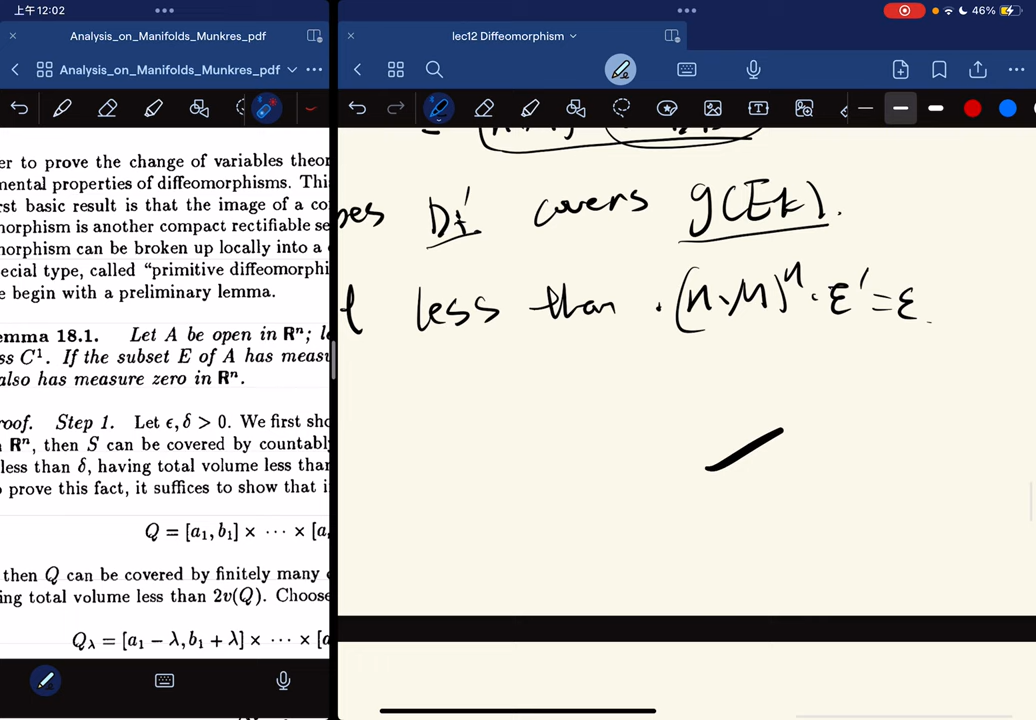 上午12:02
46%
Analysis_on_Manifolds_Munkres_pdf
lec12 Diffeomorphism
Analysis_on_Manifolds_Munkres_pdf
er to prove the change of variables theor
mental properties of diffeomorphisms. This
rst basic result is that the image of a co
morphism is another compact rectifiable se
morphism can be broken up locally into a
special type, called “primitive diffeomorphi
e begin with a preliminary lemma.
emma 18.1. Let A be open in Rⁿ; le
ss C¹. If the subset E of A has measu
also has measure zero in Rⁿ.
roof. Step 1. Let ϵ, δ > 0. We first sho
Rⁿ, then S can be covered by countabl
less than δ, having total volume less than
o prove this fact, it suffices to show that i
Q = [a₁, b₁] × ⋯ × [a
then Q can be covered by finitely many
ing total volume less than 2v(Q). Choose
Q_λ = [a₁ − λ, b₁ + λ] × ⋯ × [a
bes Di' covers g(Ek).
l less than . (n·M)ⁿ · ε' = ε.